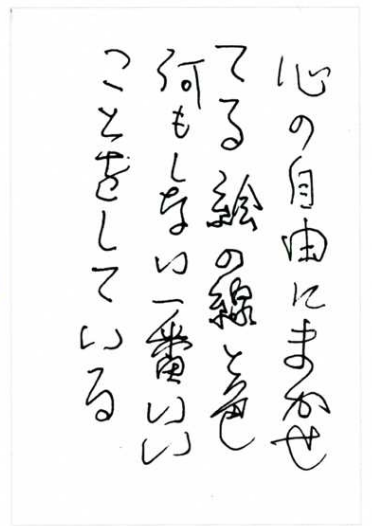 心の自由にまかせ
てる絵の線と色
何もしない一番いい
ことをしている